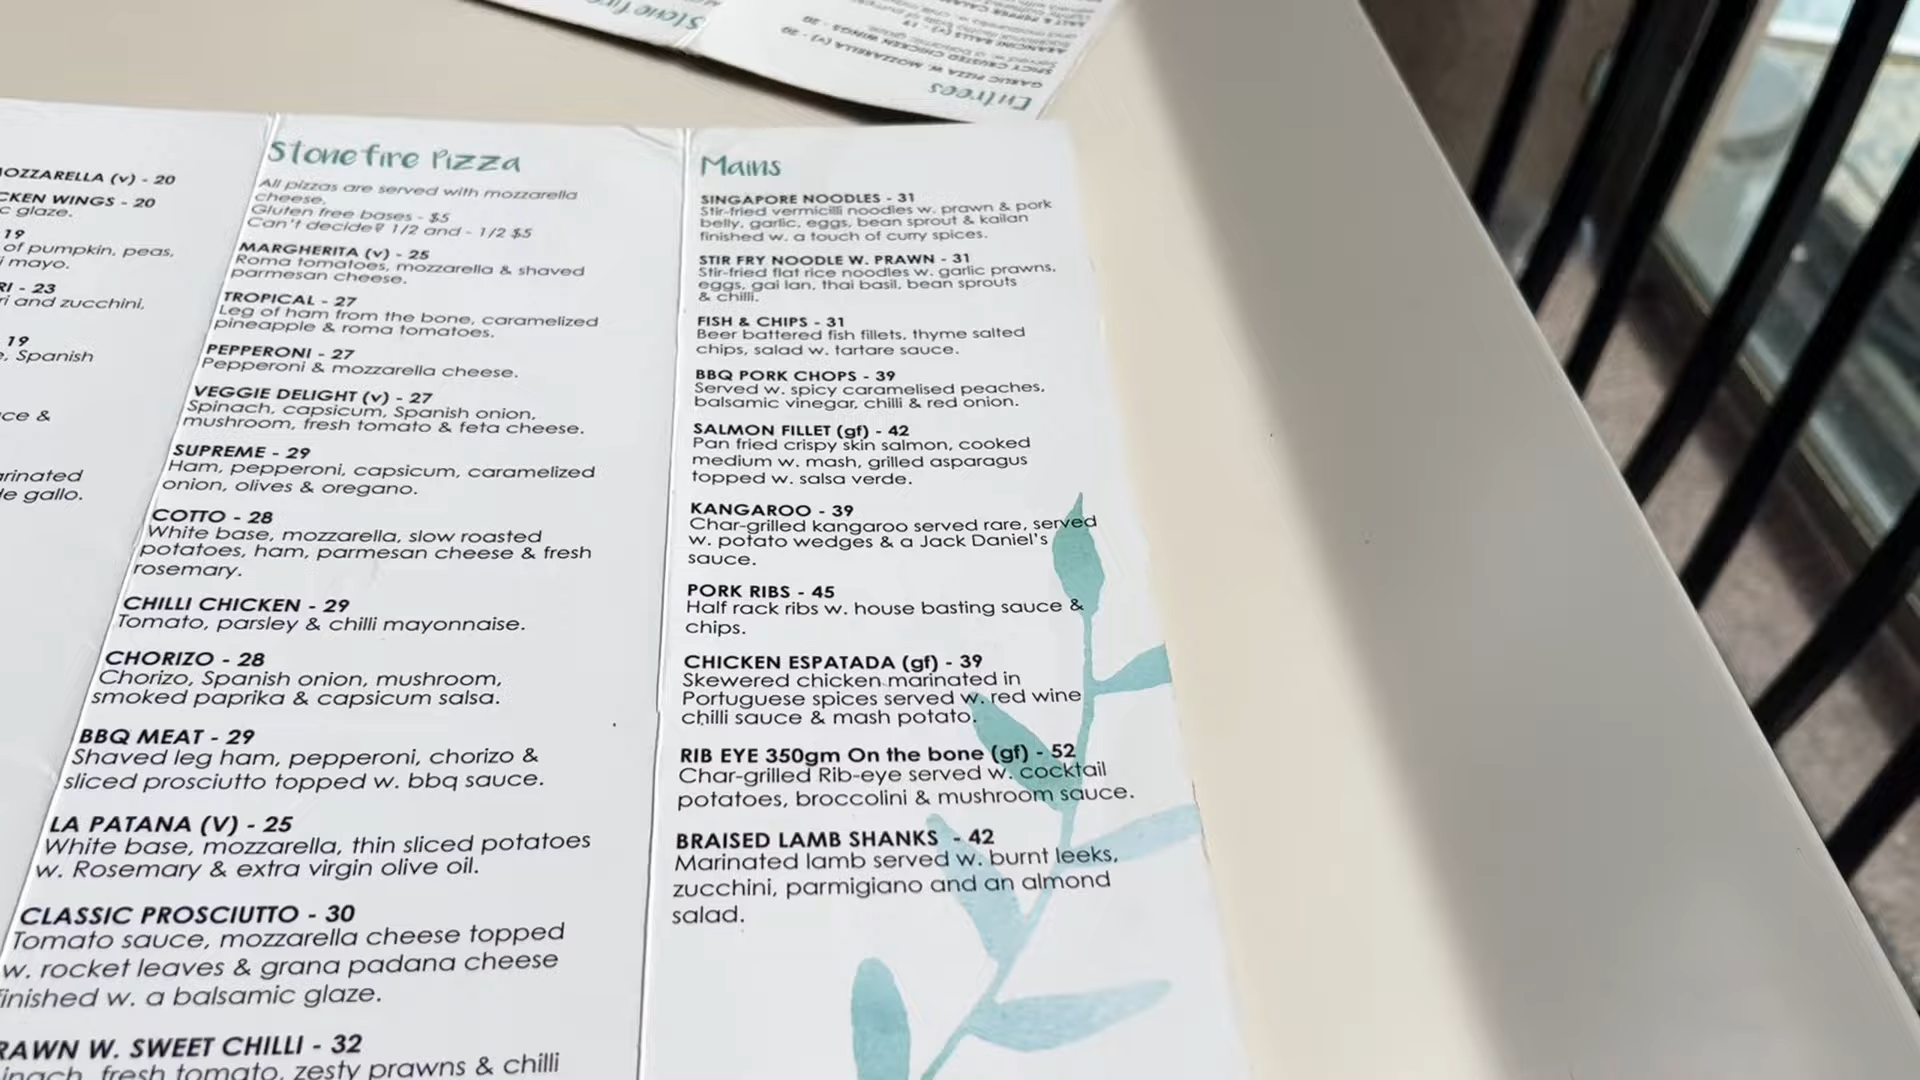 Stonefire
Entrees
GARLIC PIZZA W. MOZZARELLA (v) - 20
SPICY CRUSTED CHICKEN WINGS - 20
MOZZARELLA (v) - 20
CKEN WINGS - 20
c glaze.
19
of pumpkin, peas,
i mayo.
RI - 23
ri and zucchini,
19
e, Spanish
ce &
arinated
de gallo.
Stonefire Pizza
All pizzas are served with mozzarella
cheese.
Gluten free bases - $5
Can't decide? 1/2 and - 1/2 $5
MARGHERITA (v) - 25
Roma tomatoes, mozzarella & shaved
parmesan cheese.
TROPICAL - 27
Leg of ham from the bone, caramelized
pineapple & roma tomatoes.
PEPPERONI - 27
Pepperoni & mozzarella cheese.
VEGGIE DELIGHT (v) - 27
Spinach, capsicum, Spanish onion,
mushroom, fresh tomato & feta cheese.
SUPREME - 29
Ham, pepperoni, capsicum, caramelized
onion, olives & oregano.
COTTO - 28
White base, mozzarella, slow roasted
potatoes, ham, parmesan cheese & fresh
rosemary.
CHILLI CHICKEN - 29
Tomato, parsley & chilli mayonnaise.
CHORIZO - 28
Chorizo, Spanish onion, mushroom,
smoked paprika & capsicum salsa.
BBQ MEAT - 29
Shaved leg ham, pepperoni, chorizo &
sliced prosciutto topped w. bbq sauce.
LA PATANA (V) - 25
White base, mozzarella, thin sliced potatoes
w. Rosemary & extra virgin olive oil.
CLASSIC PROSCIUTTO - 30
Tomato sauce, mozzarella cheese topped
w. rocket leaves & grana padana cheese
finished w. a balsamic glaze.
RAWN W. SWEET CHILLI - 32
inach, fresh tomato, zesty prawns & chilli
Mains
SINGAPORE NOODLES - 31
Stir-fried vermicilli noodles w. prawn & pork
belly, garlic, eggs, bean sprout & kailan
finished w. a touch of curry spices.
STIR FRY NOODLE W. PRAWN - 31
Stir-fried flat rice noodles w. garlic prawns,
eggs, gai lan, thai basil, bean sprouts
& chilli.
FISH & CHIPS - 31
Beer battered fish fillets, thyme salted
chips, salad w. tartare sauce.
BBQ PORK CHOPS - 39
Served w. spicy caramelised peaches,
balsamic vinegar, chilli & red onion.
SALMON FILLET (gf) - 42
Pan fried crispy skin salmon, cooked
medium w. mash, grilled asparagus
topped w. salsa verde.
KANGAROO - 39
Char-grilled kangaroo served rare, served
w. potato wedges & a Jack Daniel's
sauce.
PORK RIBS - 45
Half rack ribs w. house basting sauce &
chips.
CHICKEN ESPATADA (gf) - 39
Skewered chicken marinated in
Portuguese spices served w. red wine
chilli sauce & mash potato.
RIB EYE 350gm On the bone (gf) - 52
Char-grilled Rib-eye served w. cocktail
potatoes, broccolini & mushroom sauce.
BRAISED LAMB SHANKS - 42
Marinated lamb served w. burnt leeks,
zucchini, parmigiano and an almond
salad.